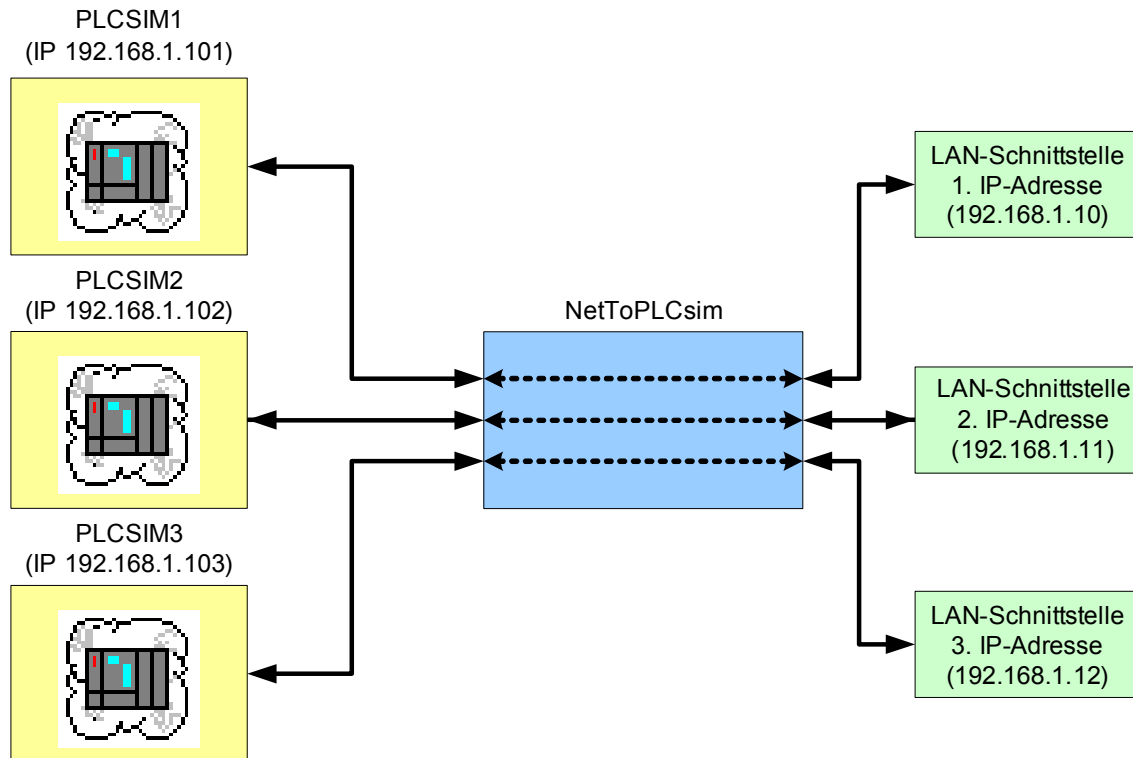 PLCSIM1
(IP 192.168.1.101)
PLCSIM2
(IP 192.168.1.102)
PLCSIM3
(IP 192.168.1.103)
NetToPLCsim
LAN-Schnittstelle
1. IP-Adresse
(192.168.1.10)
LAN-Schnittstelle
2. IP-Adresse
(192.168.1.11)
LAN-Schnittstelle
3. IP-Adresse
(192.168.1.12)